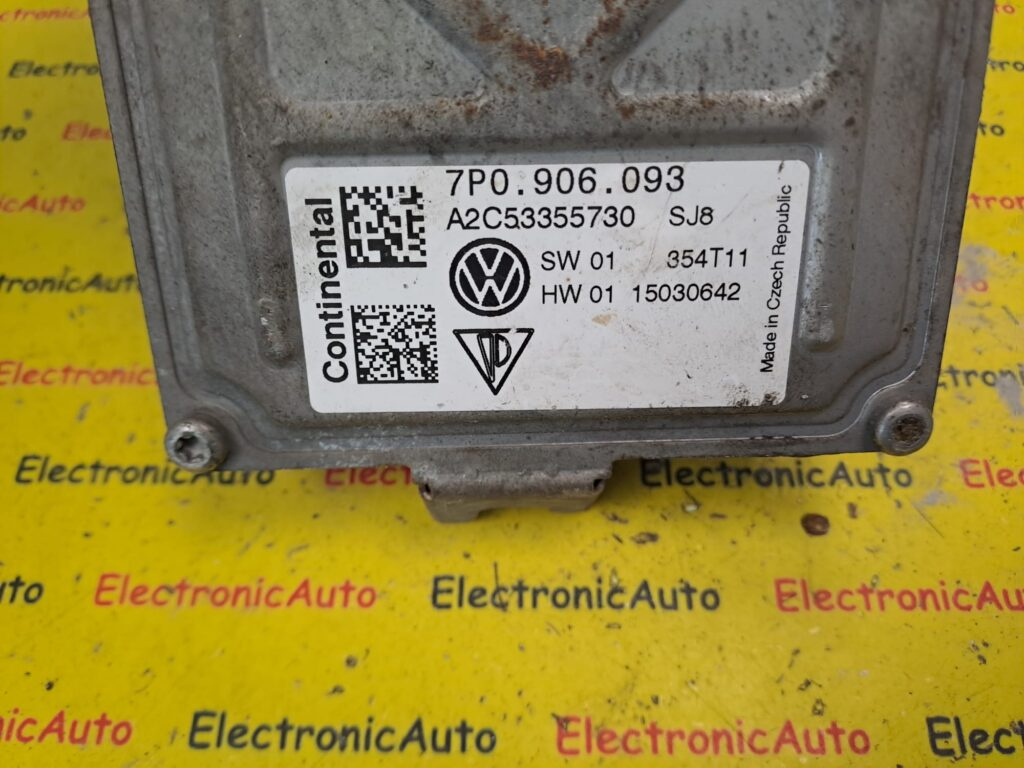 Continental
7P0.906.093
A2C53355730 SJ8
SW 01 354T11
HW 01 15030642
Made in Czech Republic
ElectronicAuto
ElectronicAuto
ElectronicAuto
ElectronicAuto
ElectronicAuto
ElectronicAuto
ElectronicAuto
ElectronicAuto